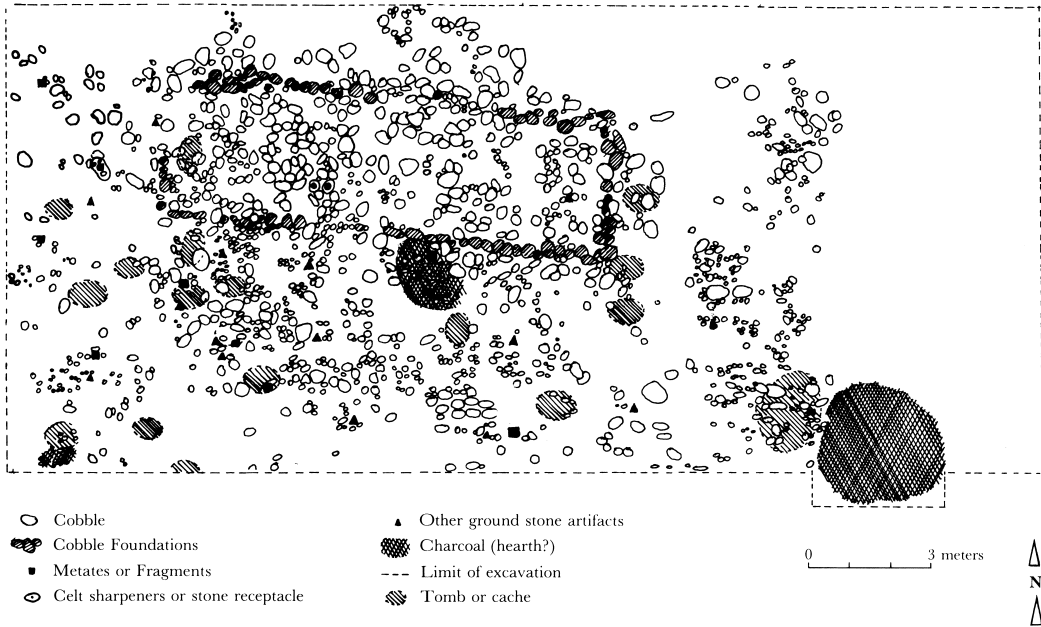 Cobble
Cobble Foundations
Metates or Fragments
Celt sharpeners or stone receptacle
Other ground stone artifacts
Charcoal (hearth?)
Limit of excavation
Tomb or cache
0 3 meters
N